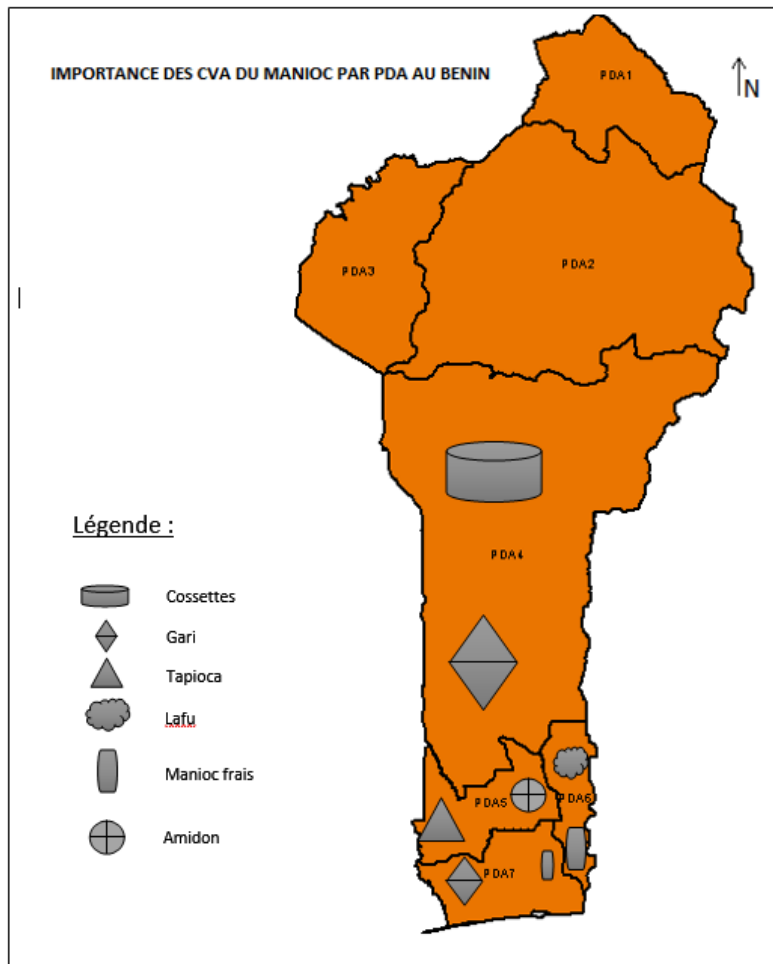 IMPORTANCE DES CVA DU MANIOC PAR PDA AU BENIN
N
PDA1
PDA2
PDA3
PDA4
PDA5
PDA6
PDA7
Légende :
Cossettes
Gari
Tapioca
Lafu
Manioc frais
Amidon